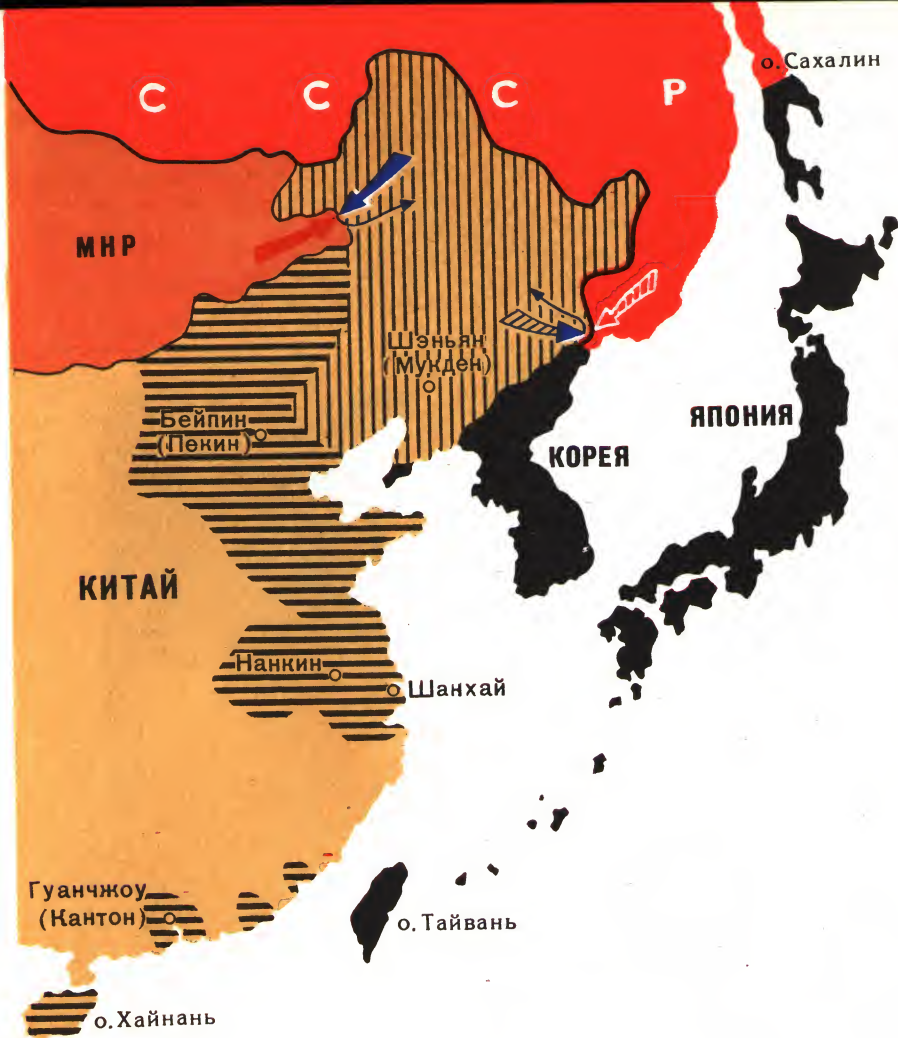 о. Сахалин
С С С Р
МНР
Шэньян
(Мукден)
ЯПОНИЯ
Бейпин
(Пекин)
КОРЕЯ
КИТАЙ
Нанкин
Шанхай
Гуанчжоу
(Кантон)
о. Тайвань
о. Хайнань